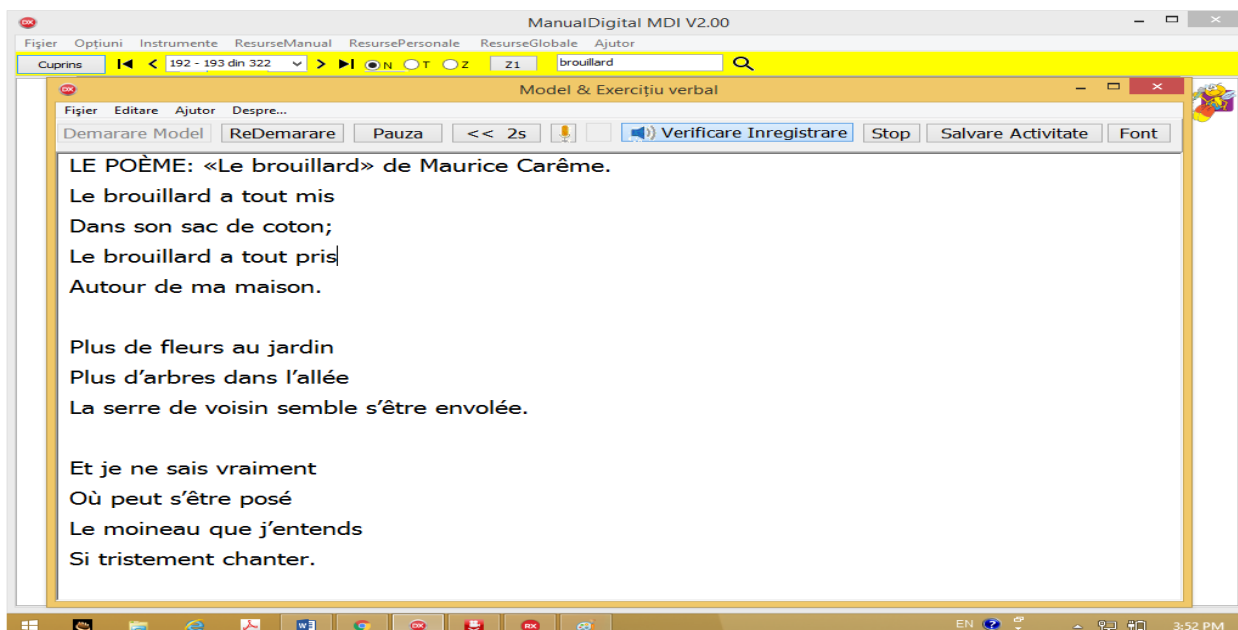 ManualDigital MDI V2.00
Fișier Opțiuni Instrumente ResurseManual ResursePersonale ResurseGlobale Ajutor
Cuprins 192 - 193 din 322 N T Z Z1 brouillard
Model & Exercițiu verbal
Fișier Editare Ajutor Despre...
Demarare Model ReDemarare Pauza << 2s Verificare Inregistrare Stop Salvare Activitate Font
LE POÈME: «Le brouillard» de Maurice Carême.
Le brouillard a tout mis
Dans son sac de coton;
Le brouillard a tout pris
Autour de ma maison.
Plus de fleurs au jardin
Plus d’arbres dans l’allée
La serre de voisin semble s’être envolée.
Et je ne sais vraiment
Où peut s’être posé
Le moineau que j’entends
Si tristement chanter.
EN 3:52 PM